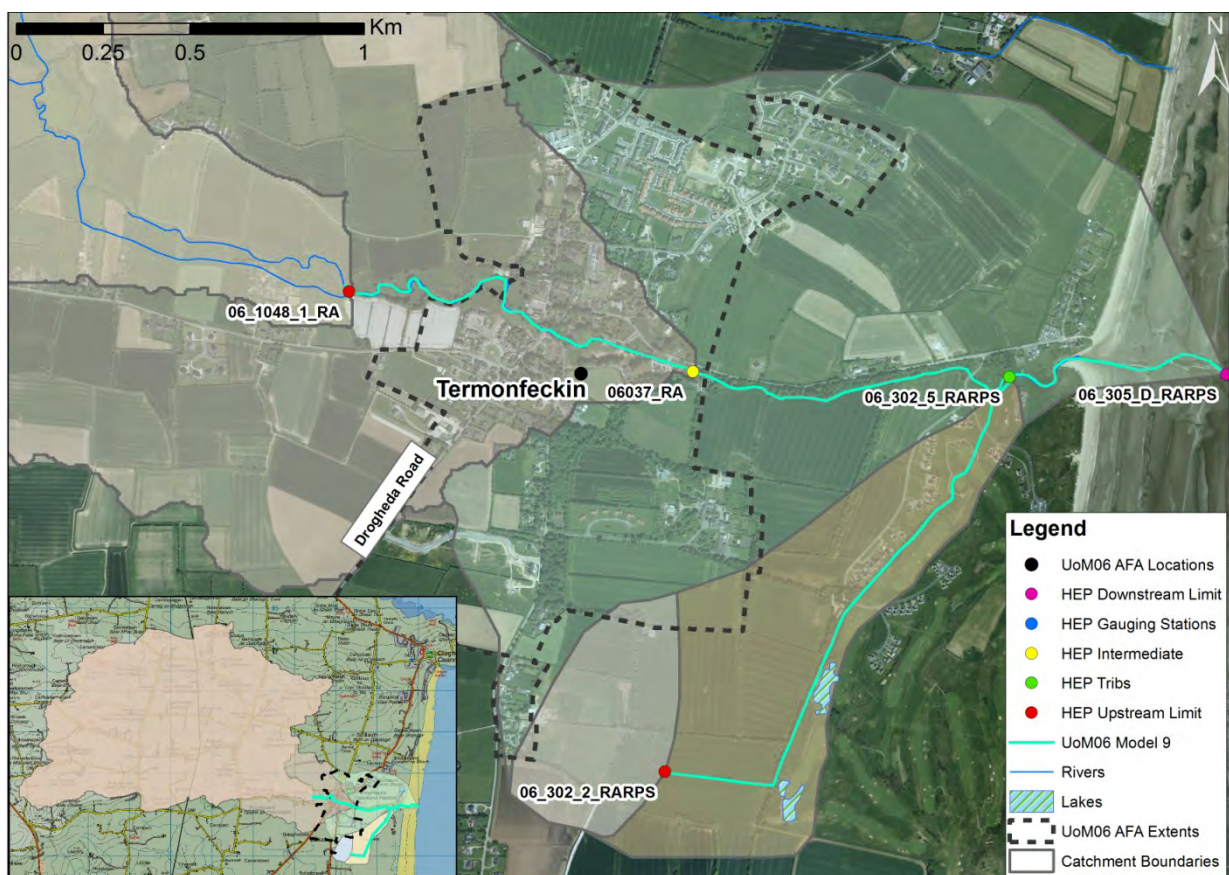 Km
0 0.25 0.5 1
N
06_1048_1_RA
Termonfeckin
06037_RA
06_302_5_RARPS
06_305_D_RARPS
Drogheda Road
06_302_2_RARPS
Legend
UoM06 AFA Locations
HEP Downstream Limit
HEP Gauging Stations
HEP Intermediate
HEP Tribs
HEP Upstream Limit
UoM06 Model 9
Rivers
Lakes
UoM06 AFA Extents
Catchment Boundaries